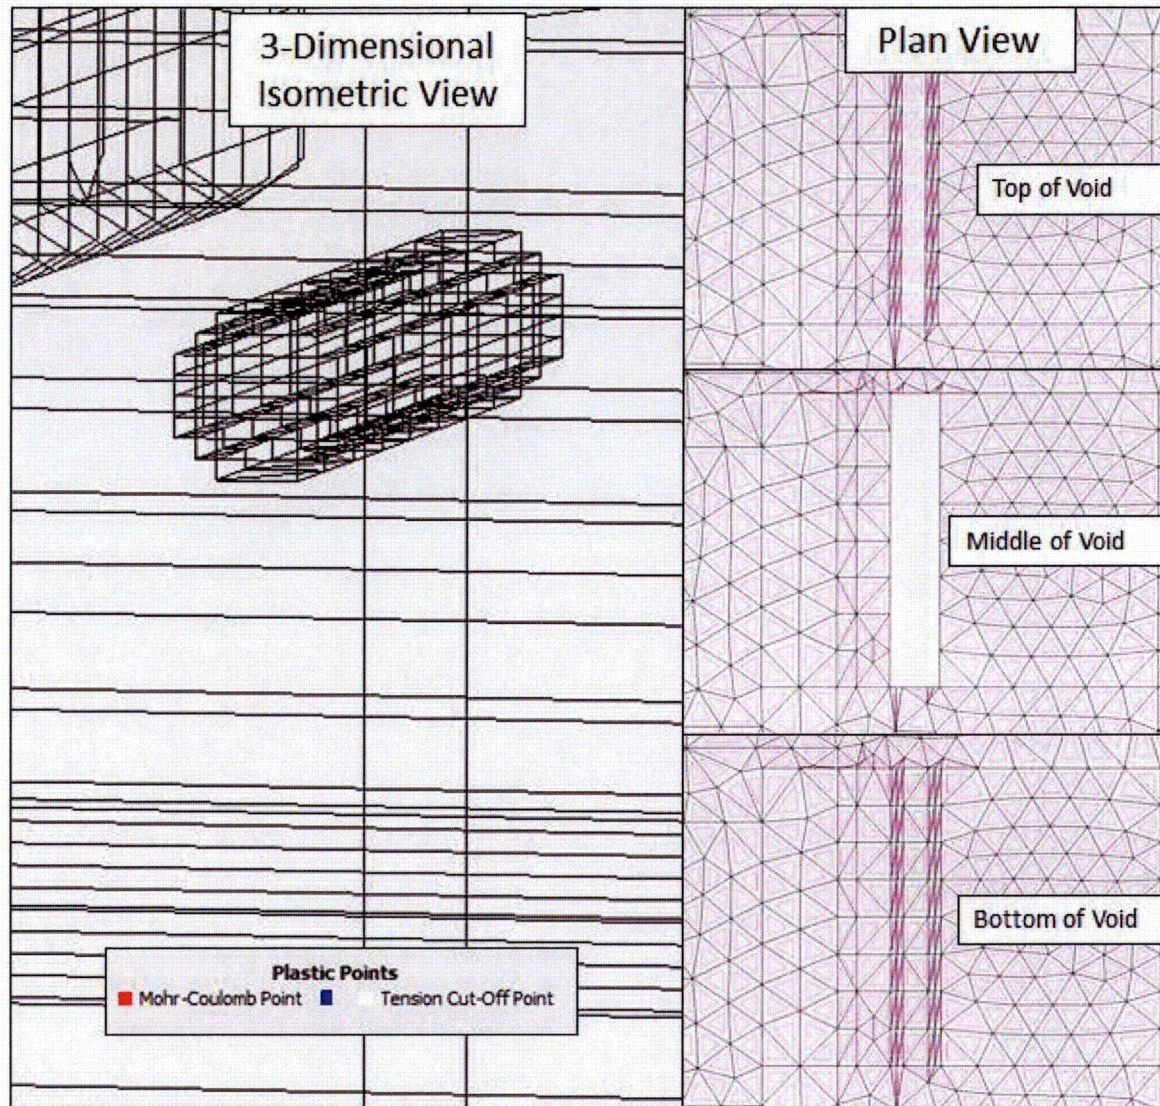 3-Dimensional
Isometric View
Plan View
Top of Void
Middle of Void
Bottom of Void
Plastic Points
Mohr-Coulomb Point Tension Cut-Off Point